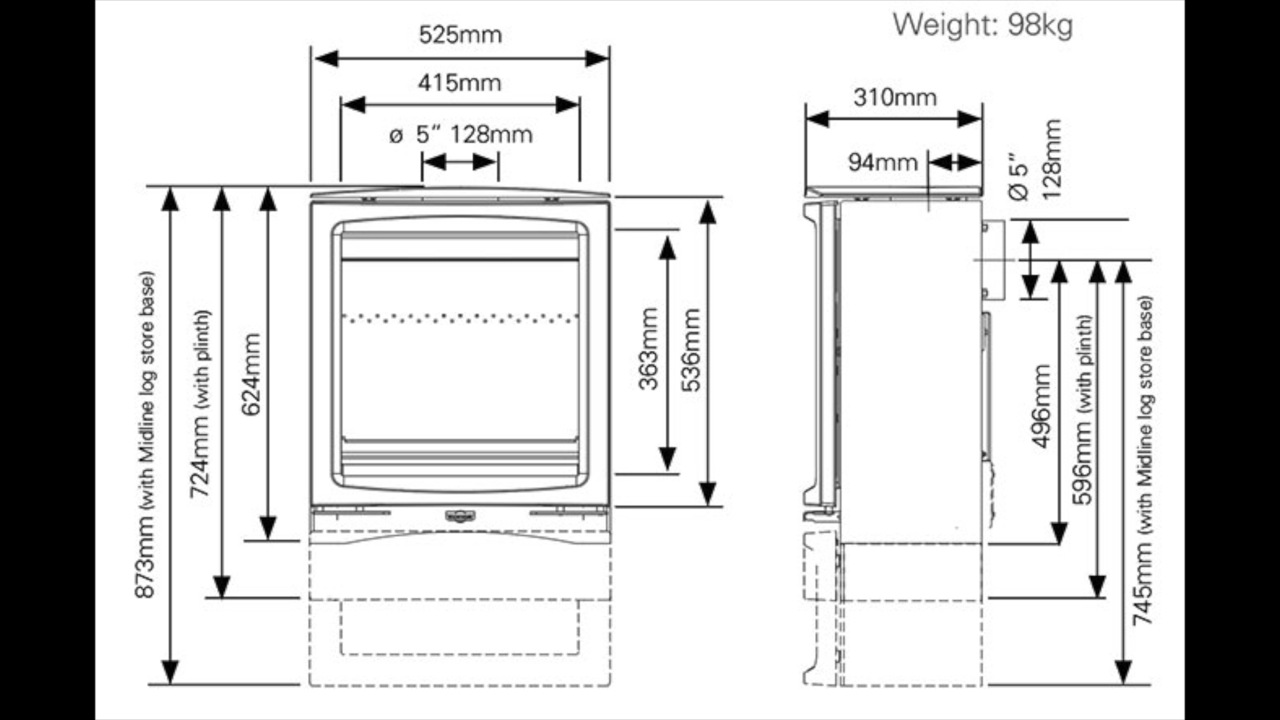 Weight: 98kg
525mm
415mm
ø 5“ 128mm
310mm
94mm
Ø 5”
128mm
873mm (with Midline log store base)
724mm (with plinth)
624mm
363mm
536mm
496mm
596mm (with plinth)
745mm (with Midline log store base)